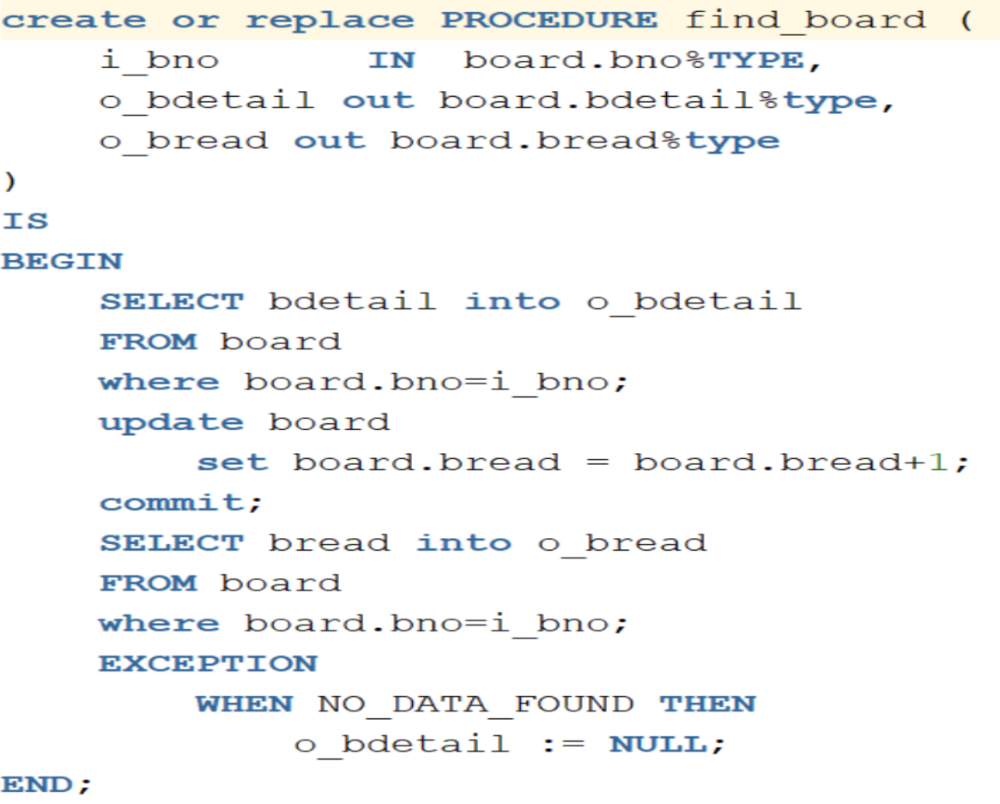 create or replace PROCEDURE find_board (
i_bno IN board.bno%TYPE,
o_bdetail out board.bdetail%type,
o_bread out board.bread%type
)
IS
BEGIN
SELECT bdetail into o_bdetail
FROM board
where board.bno=i_bno;
update board
set board.bread = board.bread+1;
commit;
SELECT bread into o_bread
FROM board
where board.bno=i_bno;
EXCEPTION
WHEN NO_DATA_FOUND THEN
o_bdetail := NULL;
END;